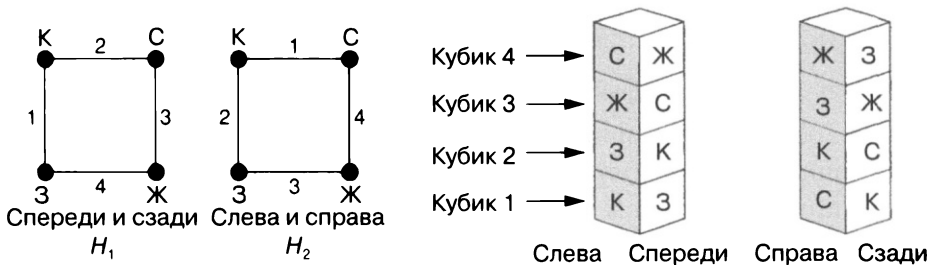 К 2 С
1 3
З 4 Ж
Спереди и сзади
H₁
К 1 С
2 4
З 3 Ж
Слева и справа
H₂
Кубик 4
Кубик 3
Кубик 2
Кубик 1
С Ж
Ж С
З К
К З
Слева Спереди
Ж З
З Ж
К С
С К
Справа Сзади